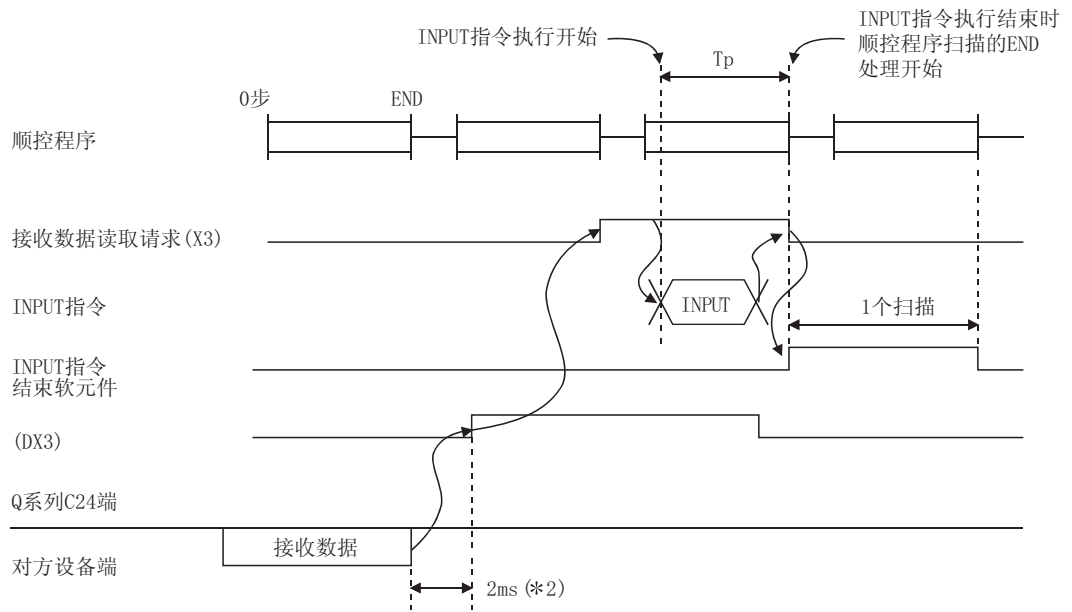 INPUT指令执行开始
INPUT指令执行结束时
顺控程序扫描的END
处理开始
Tp
0步
END
顺控程序
接收数据读取请求(X3)
INPUT指令
INPUT
1个扫描
INPUT指令
结束软元件
(DX3)
Q系列C24端
接收数据
对方设备端
2ms(*2)